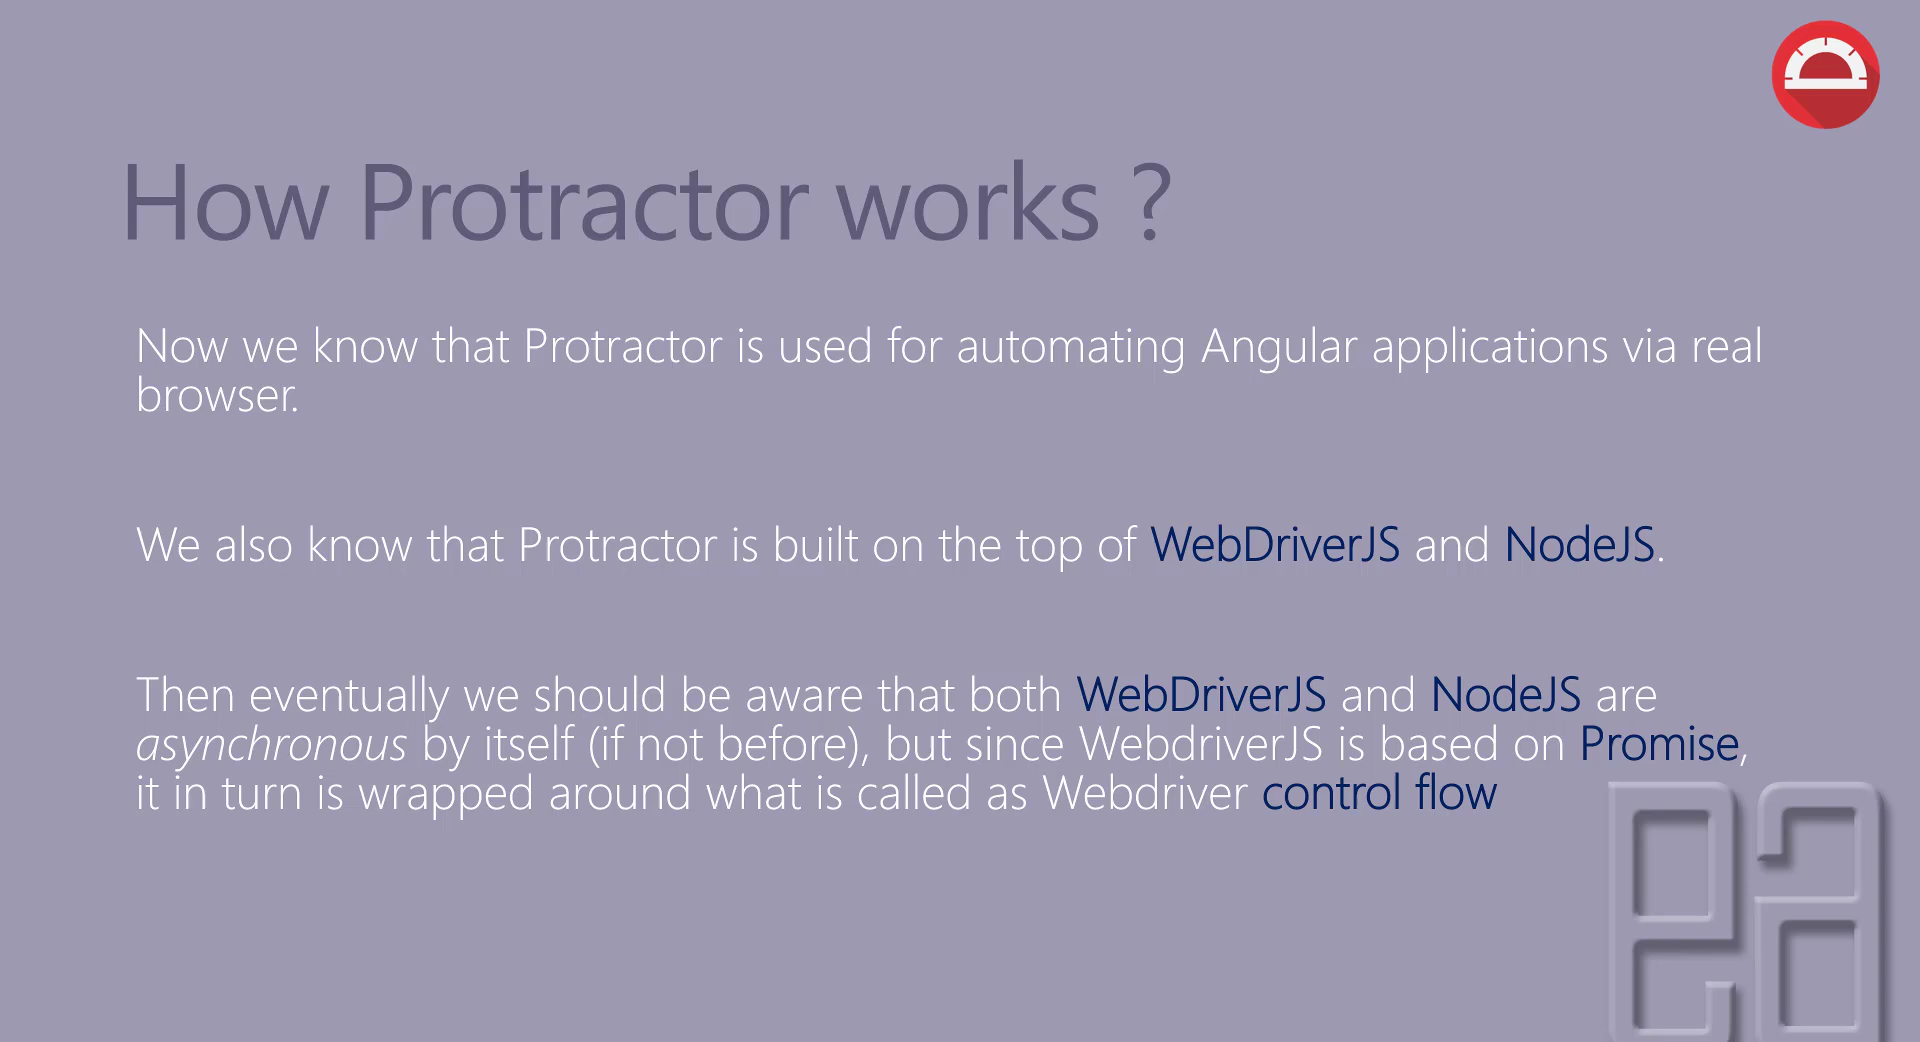 How Protractor works ?
Now we know that Protractor is used for automating Angular applications via real
browser.
We also know that Protractor is built on the top of WebDriverJS and NodeJS.
Then eventually we should be aware that both WebDriverJS and NodeJS are
asynchronous by itself (if not before), but since WebdriverJS is based on Promise,
it in turn is wrapped around what is called as Webdriver control flow
ea